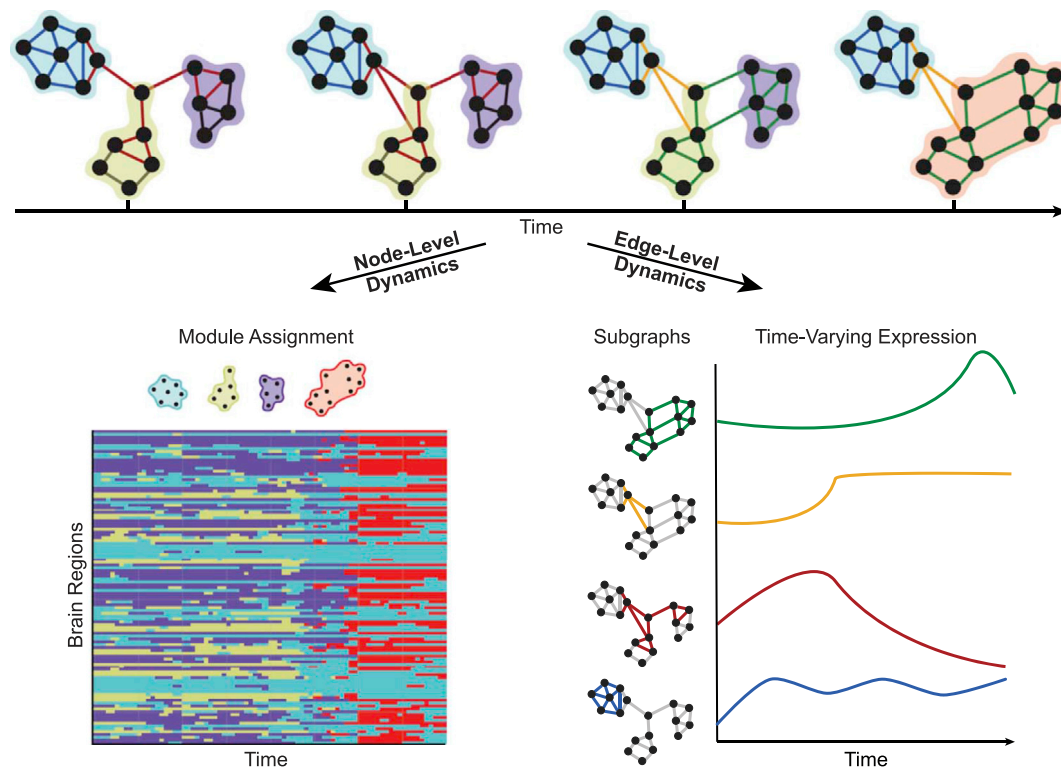 Time
Node-Level
Dynamics
Edge-Level
Dynamics
Module Assignment
Subgraphs
Time-Varying Expression
Brain Regions
Time
Time